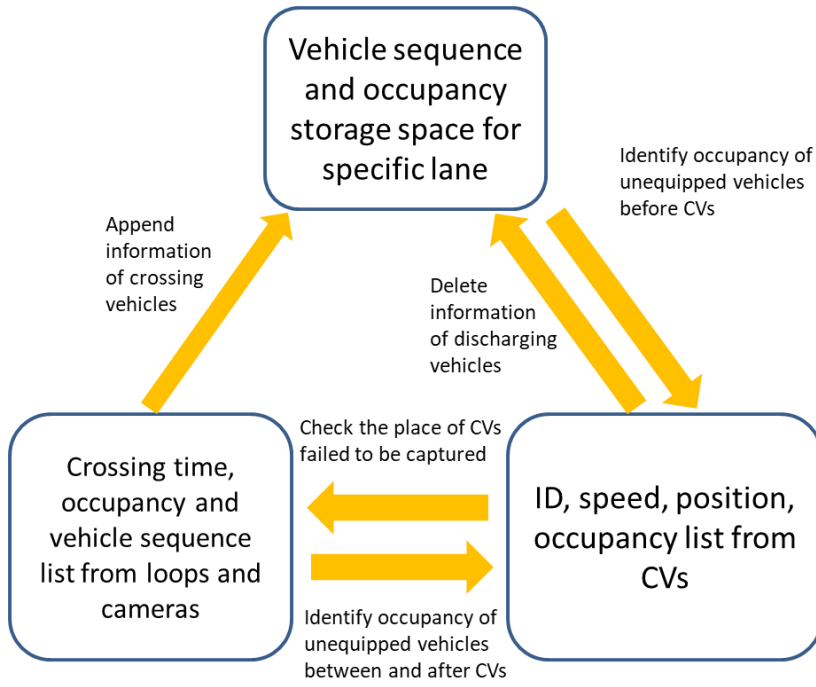 Vehicle sequence
and occupancy
storage space for
specific lane
Identify occupancy of
unequipped vehicles
before CVs
Append
information
of crossing
vehicles
Delete
information
of discharging
vehicles
Check the place of CVs
failed to be captured
Crossing time,
occupancy and
vehicle sequence
list from loops and
cameras
ID, speed, position,
occupancy list from
CVs
Identify occupancy of
unequipped vehicles
between and after CVs